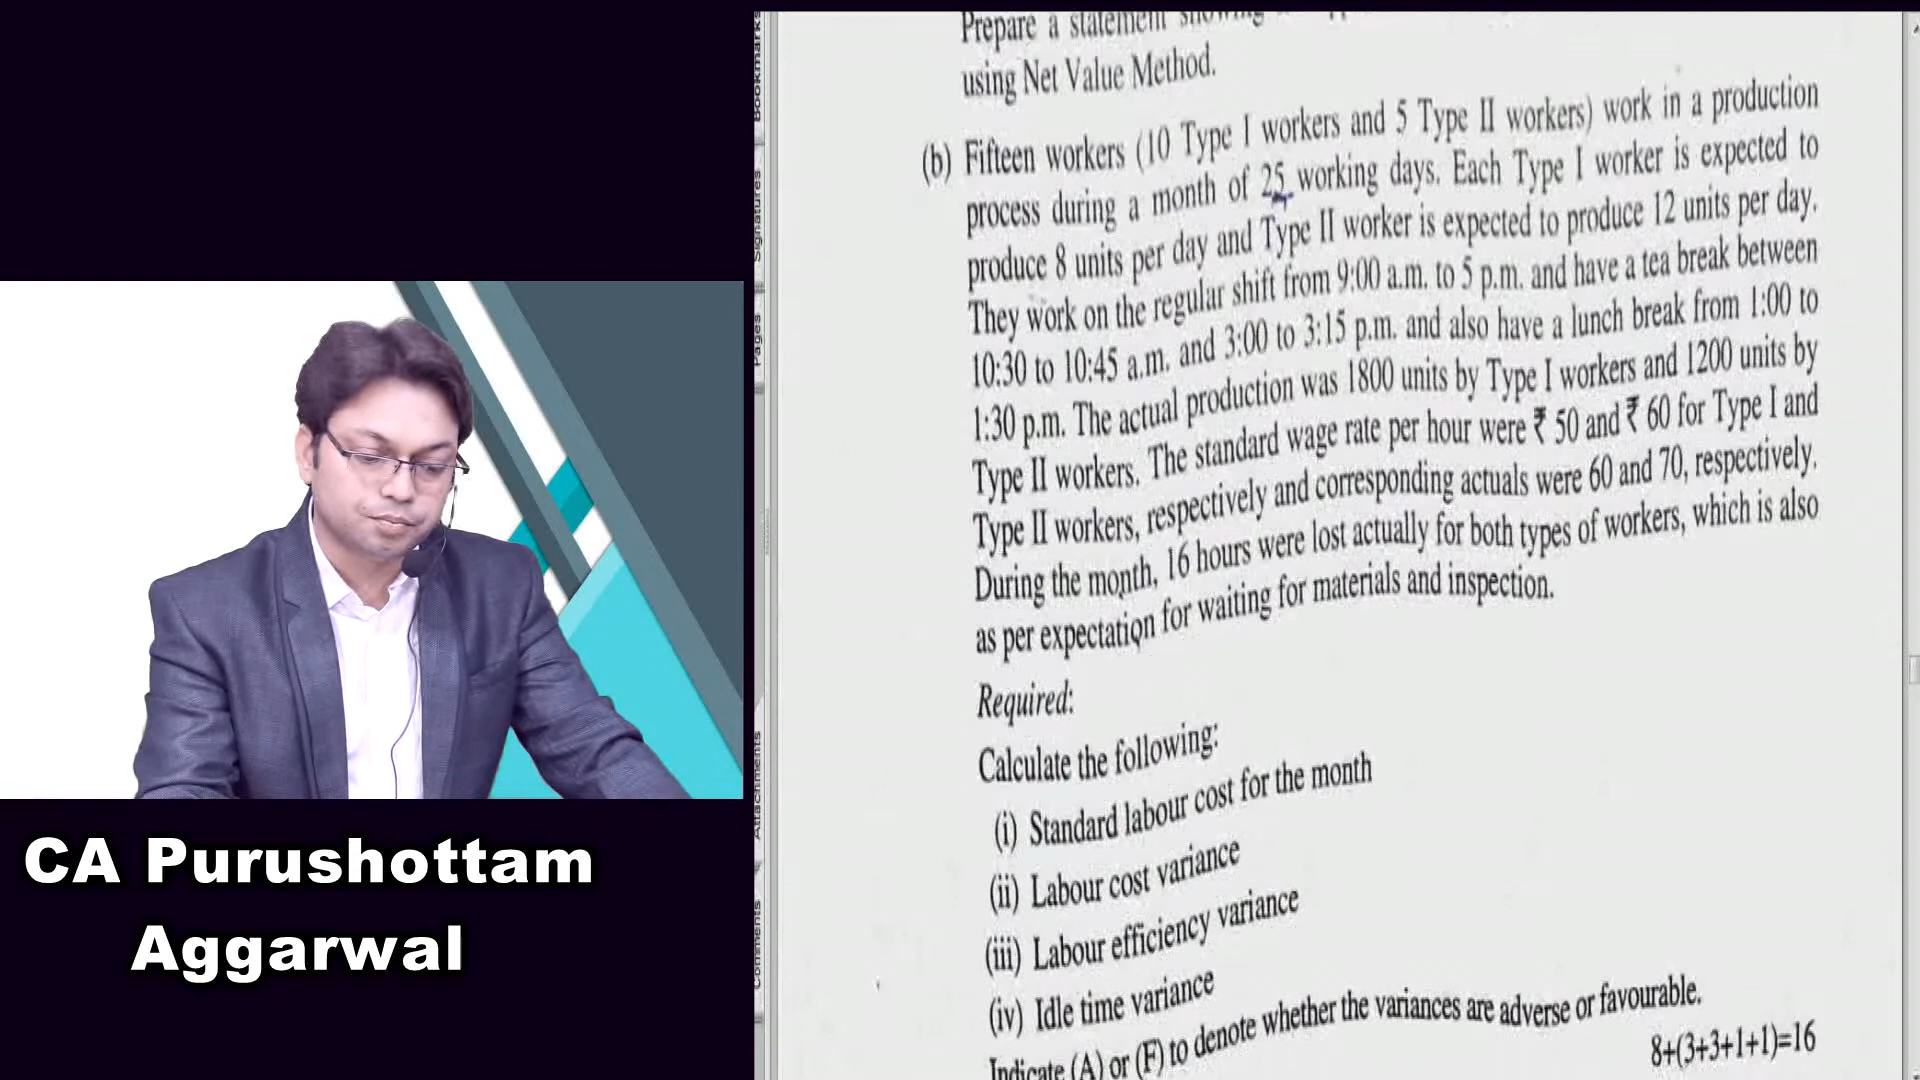 Prepare a statement
using Net Value Method.
(b) Fifteen workers (10 Type I workers and 5 Type II workers) work in a production
process during a month of 25 working days. Each Type I worker is expected to
produce 8 units per day and Type II worker is expected to produce 12 units per day.
They work on the regular shift from 9:00 a.m. to 5 p.m. and have a tea break between
10:30 to 10:45 a.m. and 3:00 to 3:15 p.m. and also have a lunch break from 1:00 to
1:30 p.m. The actual production was 1800 units by Type I workers and 1200 units by
Type II workers. The standard wage rate per hour were ₹ 50 and ₹ 60 for Type I and
Type II workers, respectively and corresponding actuals were 60 and 70, respectively.
During the month, 16 hours were lost actually for both types of workers, which is also
as per expectation for waiting for materials and inspection.
Required:
Calculate the following:
(i) Standard labour cost for the month
(ii) Labour cost variance
(iii) Labour efficiency variance
(iv) Idle time variance
Indicate (A) or (F) to denote whether the variances are adverse or favourable.
8+(3+3+1+1)=16
Bookmarks
Signatures
Pages
Attachments
Comments
CA Purushottam
Aggarwal